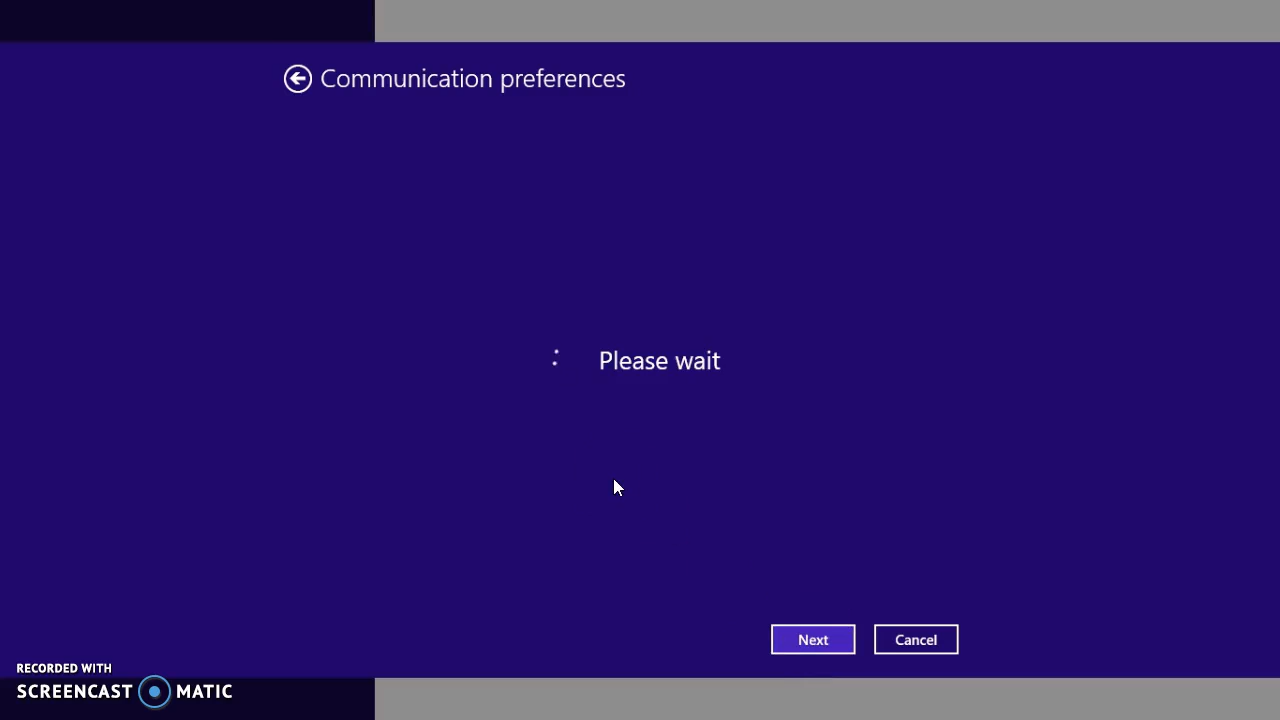 Communication preferences
Please wait
Next
Cancel
RECORDED WITH
SCREENCAST MATIC